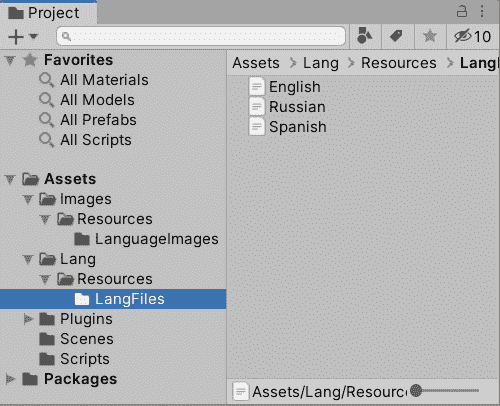 Project
10
Favorites
All Materials
All Models
All Prefabs
All Scripts
Assets
Images
Resources
LanguageImages
Lang
Resources
LangFiles
Plugins
Scenes
Scripts
Packages
Assets > Lang > Resources > LangI
English
Russian
Spanish
Assets/Lang/Resourc